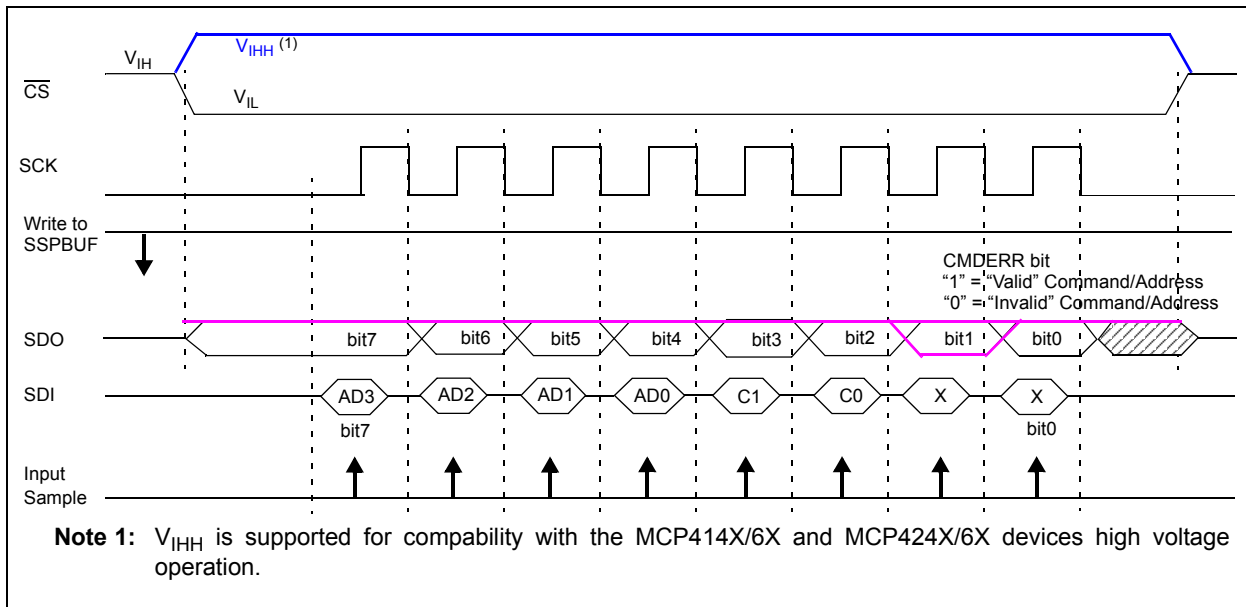 VIHH (1)
VIH
CS
VIL
SCK
Write to
SSPBUF
CMDERR bit
“1” = “Valid” Command/Address
“0” = “Invalid” Command/Address
SDO
bit7 bit6 bit5 bit4 bit3 bit2 bit1 bit0
SDI
AD3 AD2 AD1 AD0 C1 C0 X X
bit7 bit0
Input
Sample
Note 1: VIHH is supported for compability with the MCP414X/6X and MCP424X/6X devices high voltage
operation.